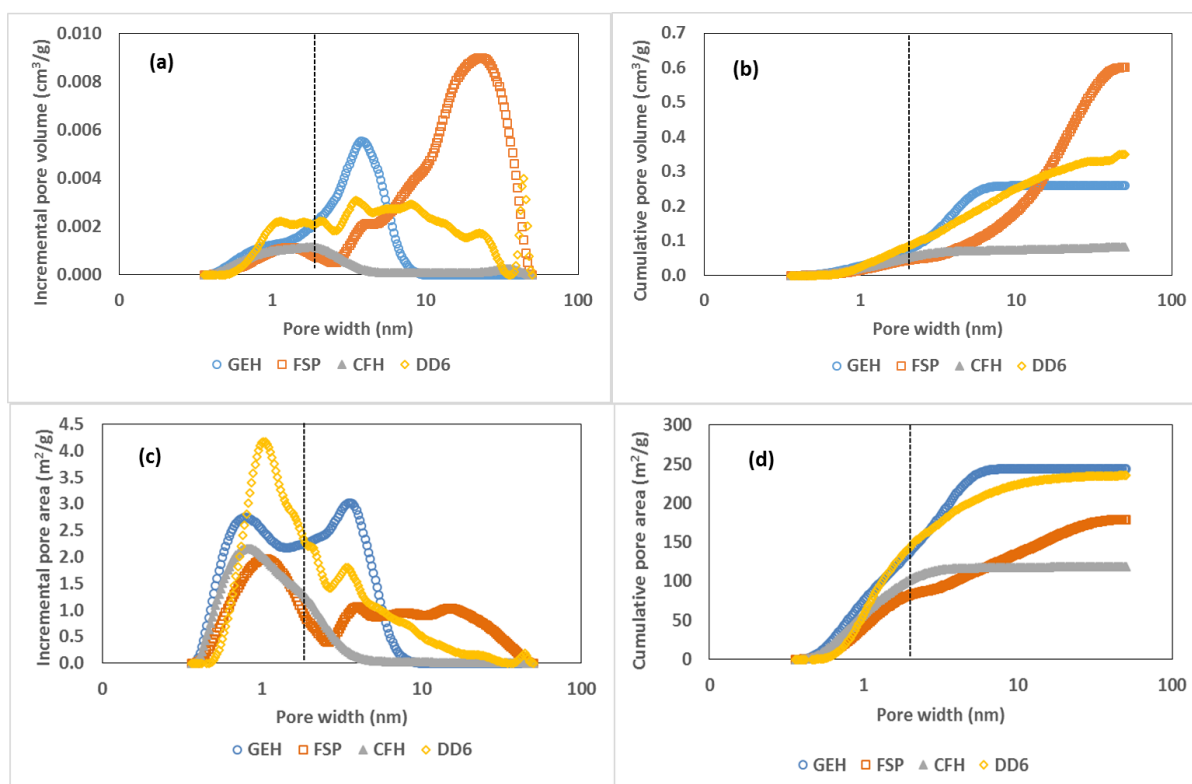 (a)
Incremental pore volume (cm³/g)
0.010
0.008
0.006
0.004
0.002
0.000
0 1 10 100
Pore width (nm)
GEH FSP CFH DD6
(b)
Cumulative pore volume (cm³/g)
0.7
0.6
0.5
0.4
0.3
0.2
0.1
0.0
0 1 10 100
Pore width (nm)
GEH FSP CFH DD6
(c)
Incremental pore area (m²/g)
4.5
4.0
3.5
3.0
2.5
2.0
1.5
1.0
0.5
0.0
0 1 10 100
Pore width (nm)
GEH FSP CFH DD6
(d)
Cumulative pore area (m²/g)
300
250
200
150
100
50
0
0 1 10 100
Pore width (nm)
GEH FSP CFH DD6